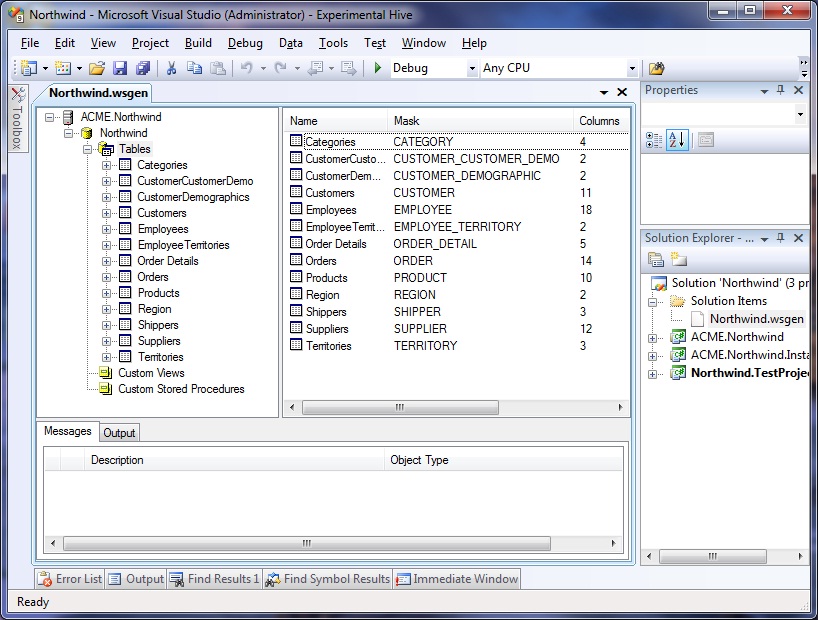 Northwind - Microsoft Visual Studio (Administrator) - Experimental Hive
File Edit View Project Build Debug Data Tools Test Window Help
Debug Any CPU
Toolbox
Northwind.wsgen
ACME.Northwind
Northwind
Tables
Categories
CustomerCustomerDemo
CustomerDemographics
Customers
Employees
EmployeeTerritories
Order Details
Orders
Products
Region
Shippers
Suppliers
Territories
Custom Views
Custom Stored Procedures
Name Mask Columns
Categories CATEGORY 4
CustomerCusto... CUSTOMER_CUSTOMER_DEMO 2
CustomerDem... CUSTOMER_DEMOGRAPHIC 2
Customers CUSTOMER 11
Employees EMPLOYEE 18
EmployeeTerrit... EMPLOYEE_TERRITORY 2
Order Details ORDER_DETAIL 5
Orders ORDER 14
Products PRODUCT 10
Region REGION 2
Shippers SHIPPER 3
Suppliers SUPPLIER 12
Territories TERRITORY 3
Messages Output
Description Object Type
Properties
Solution Explorer - ...
Solution 'Northwind' (3 pr
Solution Items
Northwind.wsgen
ACME.Northwind
ACME.Northwind.Insta
Northwind.TestProje
Error List Output Find Results 1 Find Symbol Results Immediate Window
Ready